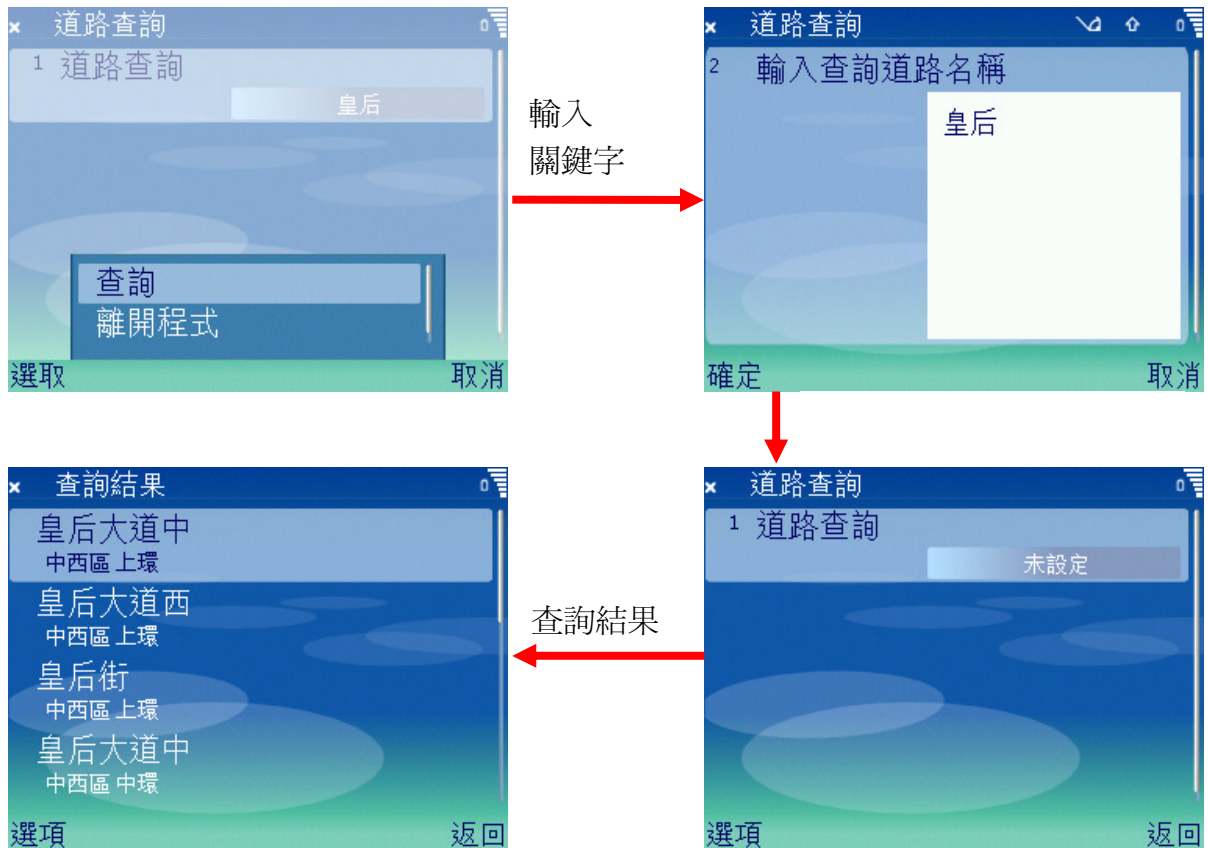 道路查詢
1 道路查詢
皇后
查詢
離開程式
選取 取消
輸入
關鍵字
道路查詢
2 輸入查詢道路名稱
皇后
確定 取消
查詢結果
皇后大道中
中西區 上環
皇后大道西
中西區 上環
皇后街
中西區 上環
皇后大道中
中西區 中環
選項 返回
查詢結果
道路查詢
1 道路查詢
未設定
選項 返回